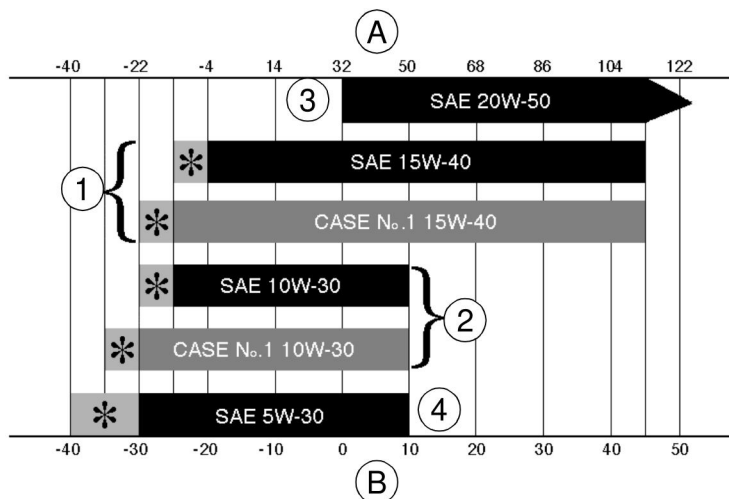 A
-40 -22 -4 14 32 50 68 86 104 122
3 SAE 20W-50
1
* SAE 15W-40
* CASE No.1 15W-40
* SAE 10W-30
2
* CASE No.1 10W-30
* SAE 5W-30 4
-40 -30 -20 -10 0 10 20 30 40 50
B